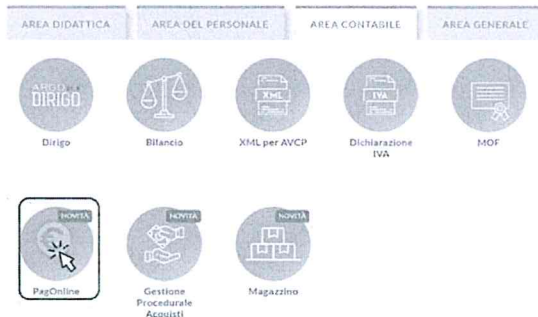 AREA DIDATTICA
AREA DEL PERSONALE
AREA CONTABILE
AREA GENERALE
ARGO
DIRIGO
XML
IVA
Dirigo
Bilancio
XML per AVCP
Dichiarazione
IVA
MOF
NOVITÀ
NOVITÀ
NOVITÀ
PagOnline
Gestione
Procedurale
Acquisti
Magazzino